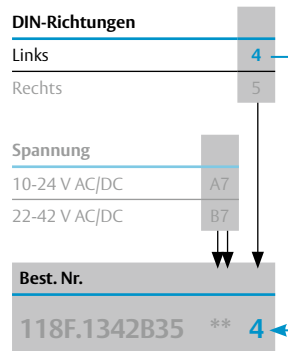 DIN-Richtungen
Links 4
Rechts 5
Spannung
10-24 V AC/DC A7
22-42 V AC/DC B7
Best. Nr.
118F.1342B35 ** 4